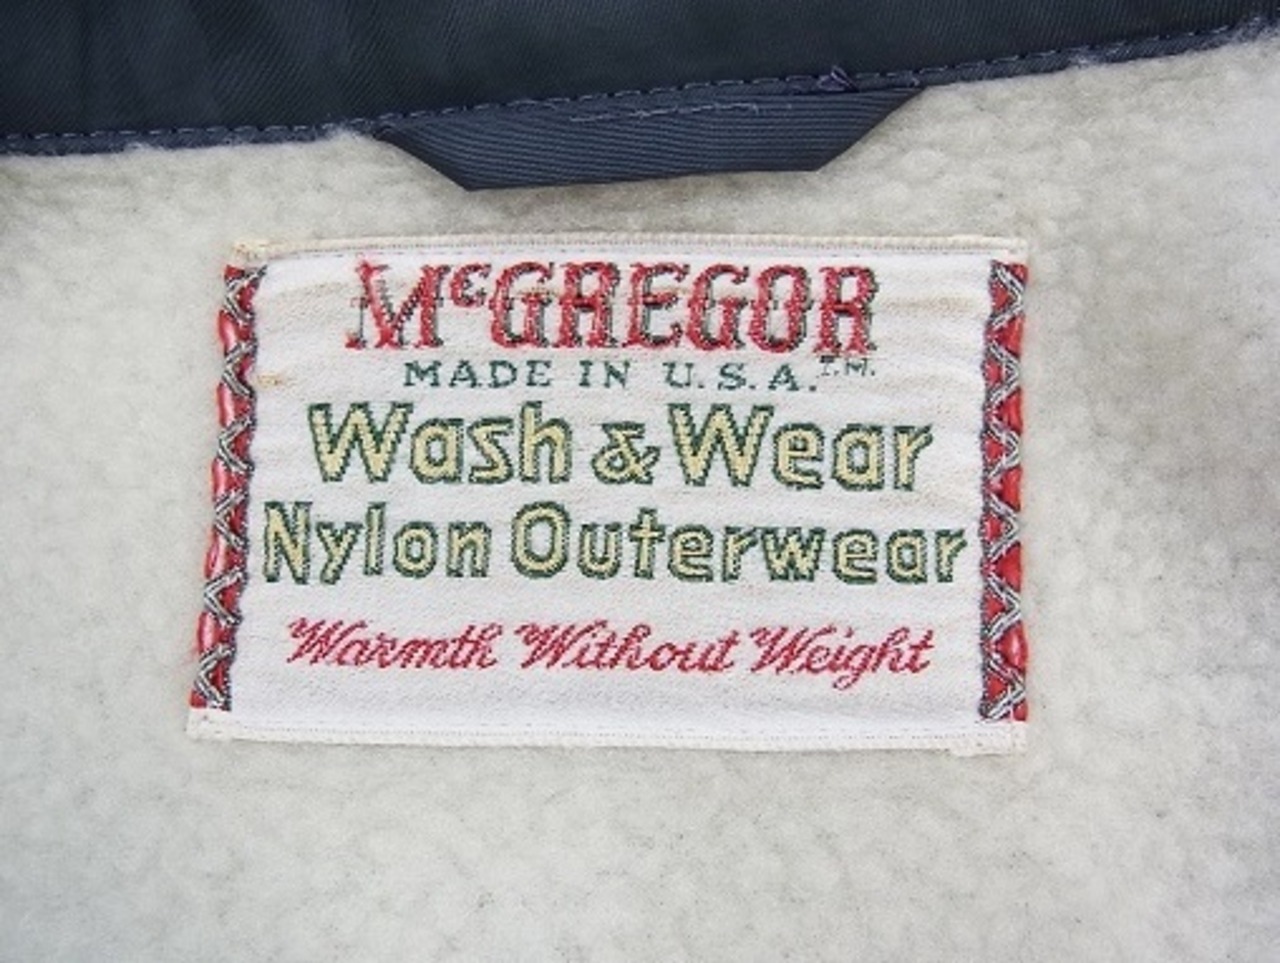 McGREGOR
MADE IN U.S.A. T.M.
Wash & Wear
Nylon Outerwear
Warmth Without Weight